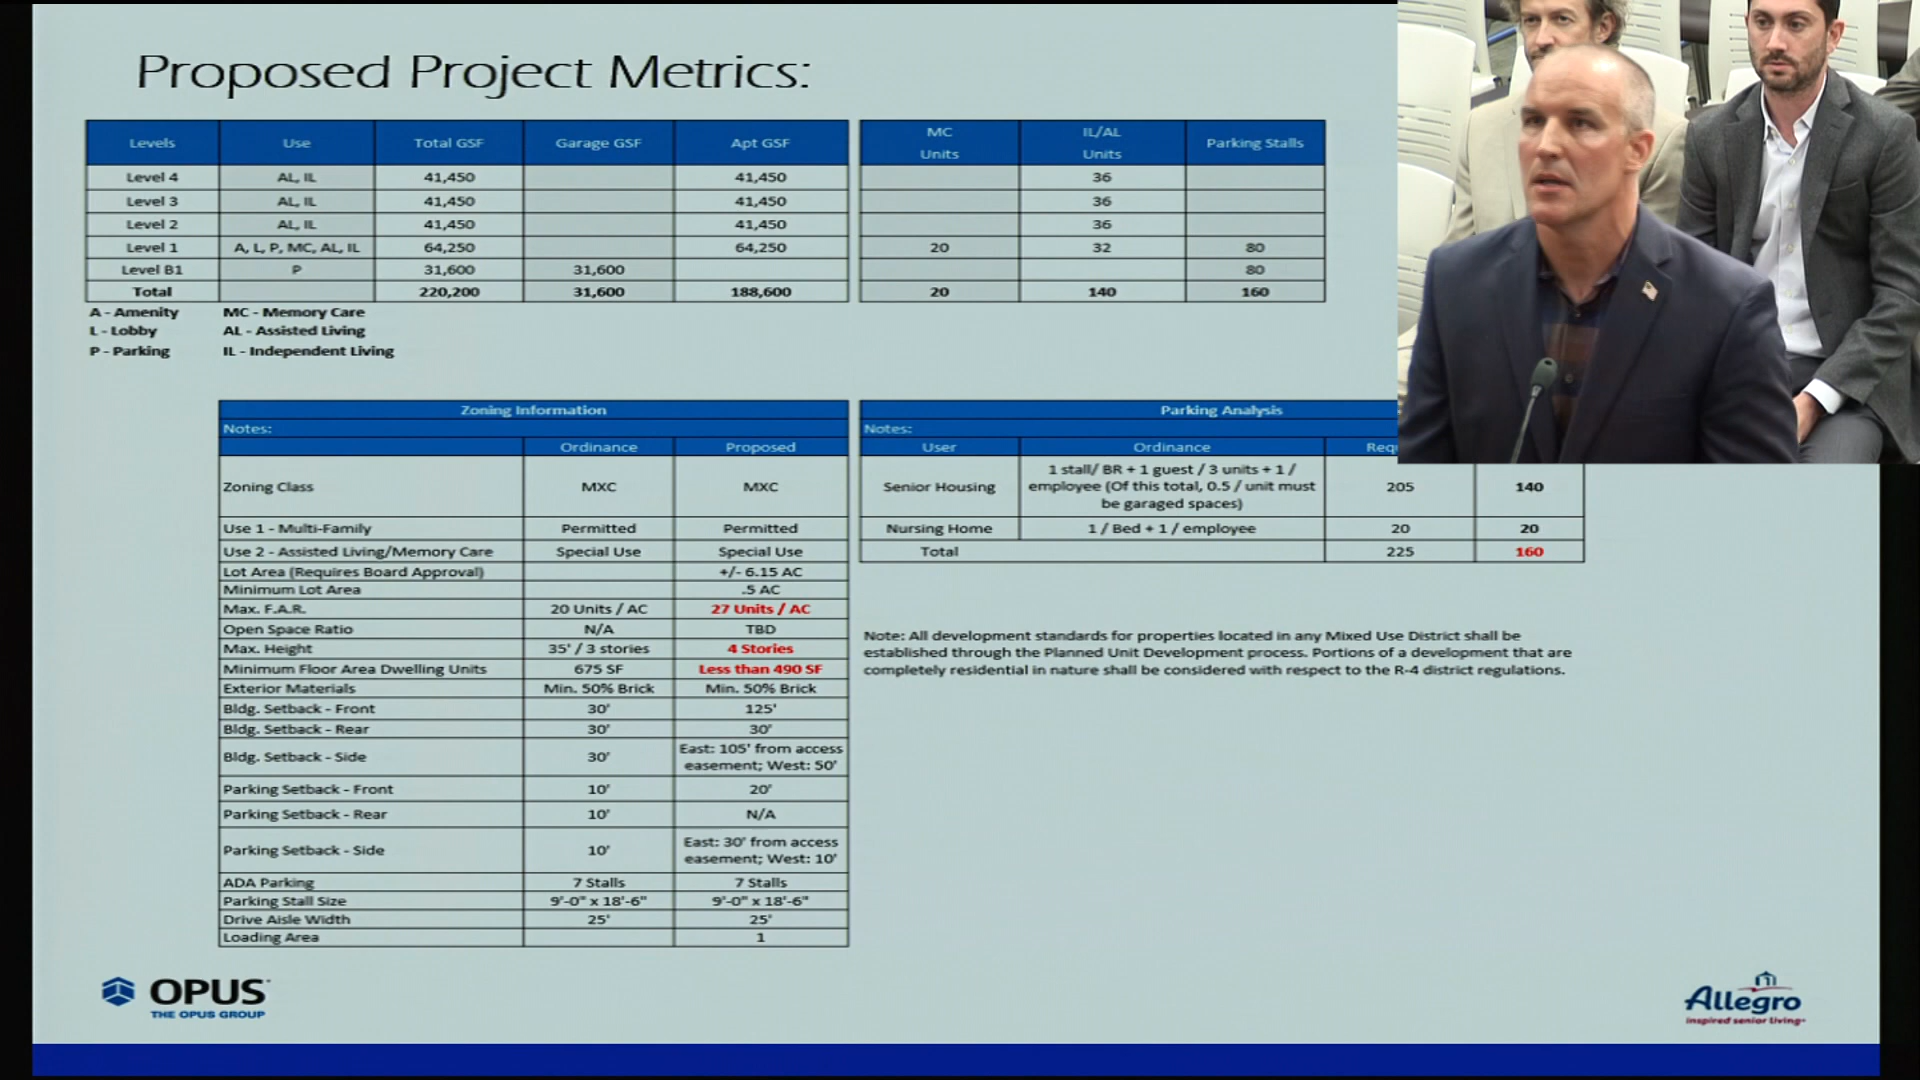 Proposed Project Metrics:
Levels Use Total GSF Garage GSF Apt GSF MC Units IL/AL Units Parking Stalls
Level 4 AL, IL 41,450 41,450 36
Level 3 AL, IL 41,450 41,450 36
Level 2 AL, IL 41,450 41,450 36
Level 1 A, L, P, MC, AL, IL 64,250 64,250 20 32 80
Level B1 P 31,600 31,600 80
Total 220,200 31,600 188,600 20 140 160
A - Amenity MC - Memory Care
L - Lobby AL - Assisted Living
P - Parking IL - Independent Living
Zoning Information
Notes:
Ordinance Proposed
Zoning Class MXC MXC
Use 1 - Multi-Family Permitted Permitted
Use 2 - Assisted Living/Memory Care Special Use Special Use
Lot Area (Requires Board Approval) +/- 6.15 AC
Minimum Lot Area .5 AC
Max. F.A.R. 20 Units / AC 27 Units / AC
Open Space Ratio N/A TBD
Max. Height 35' / 3 stories 4 Stories
Minimum Floor Area Dwelling Units 675 SF Less than 490 SF
Exterior Materials Min. 50% Brick Min. 50% Brick
Bldg. Setback - Front 30' 125'
Bldg. Setback - Rear 30' 30'
Bldg. Setback - Side 30' East: 105' from access
easement; West: 50'
Parking Setback - Front 10' 20'
Parking Setback - Rear 10' N/A
Parking Setback - Side 10' East: 30' from access
easement; West: 10'
ADA Parking 7 Stalls 7 Stalls
Parking Stall Size 9'-0" x 18'-6" 9'-0" x 18'-6"
Drive Aisle Width 25' 25'
Loading Area 1
Parking Analysis
Notes:
User Ordinance
1 stall/ BR + 1 guest / 3 units + 1 /
Senior Housing employee (Of this total, 0.5 / unit must 205 140
be garaged spaces)
Nursing Home 1 / Bed + 1 / employee 20 20
Total 225 160
Note: All development standards for properties located in any Mixed Use District shall be
established through the Planned Unit Development process. Portions of a development that are
completely residential in nature shall be considered with respect to the R-4 district regulations.
OPUS
THE OPUS GROUP
Allegro
inspired senior living